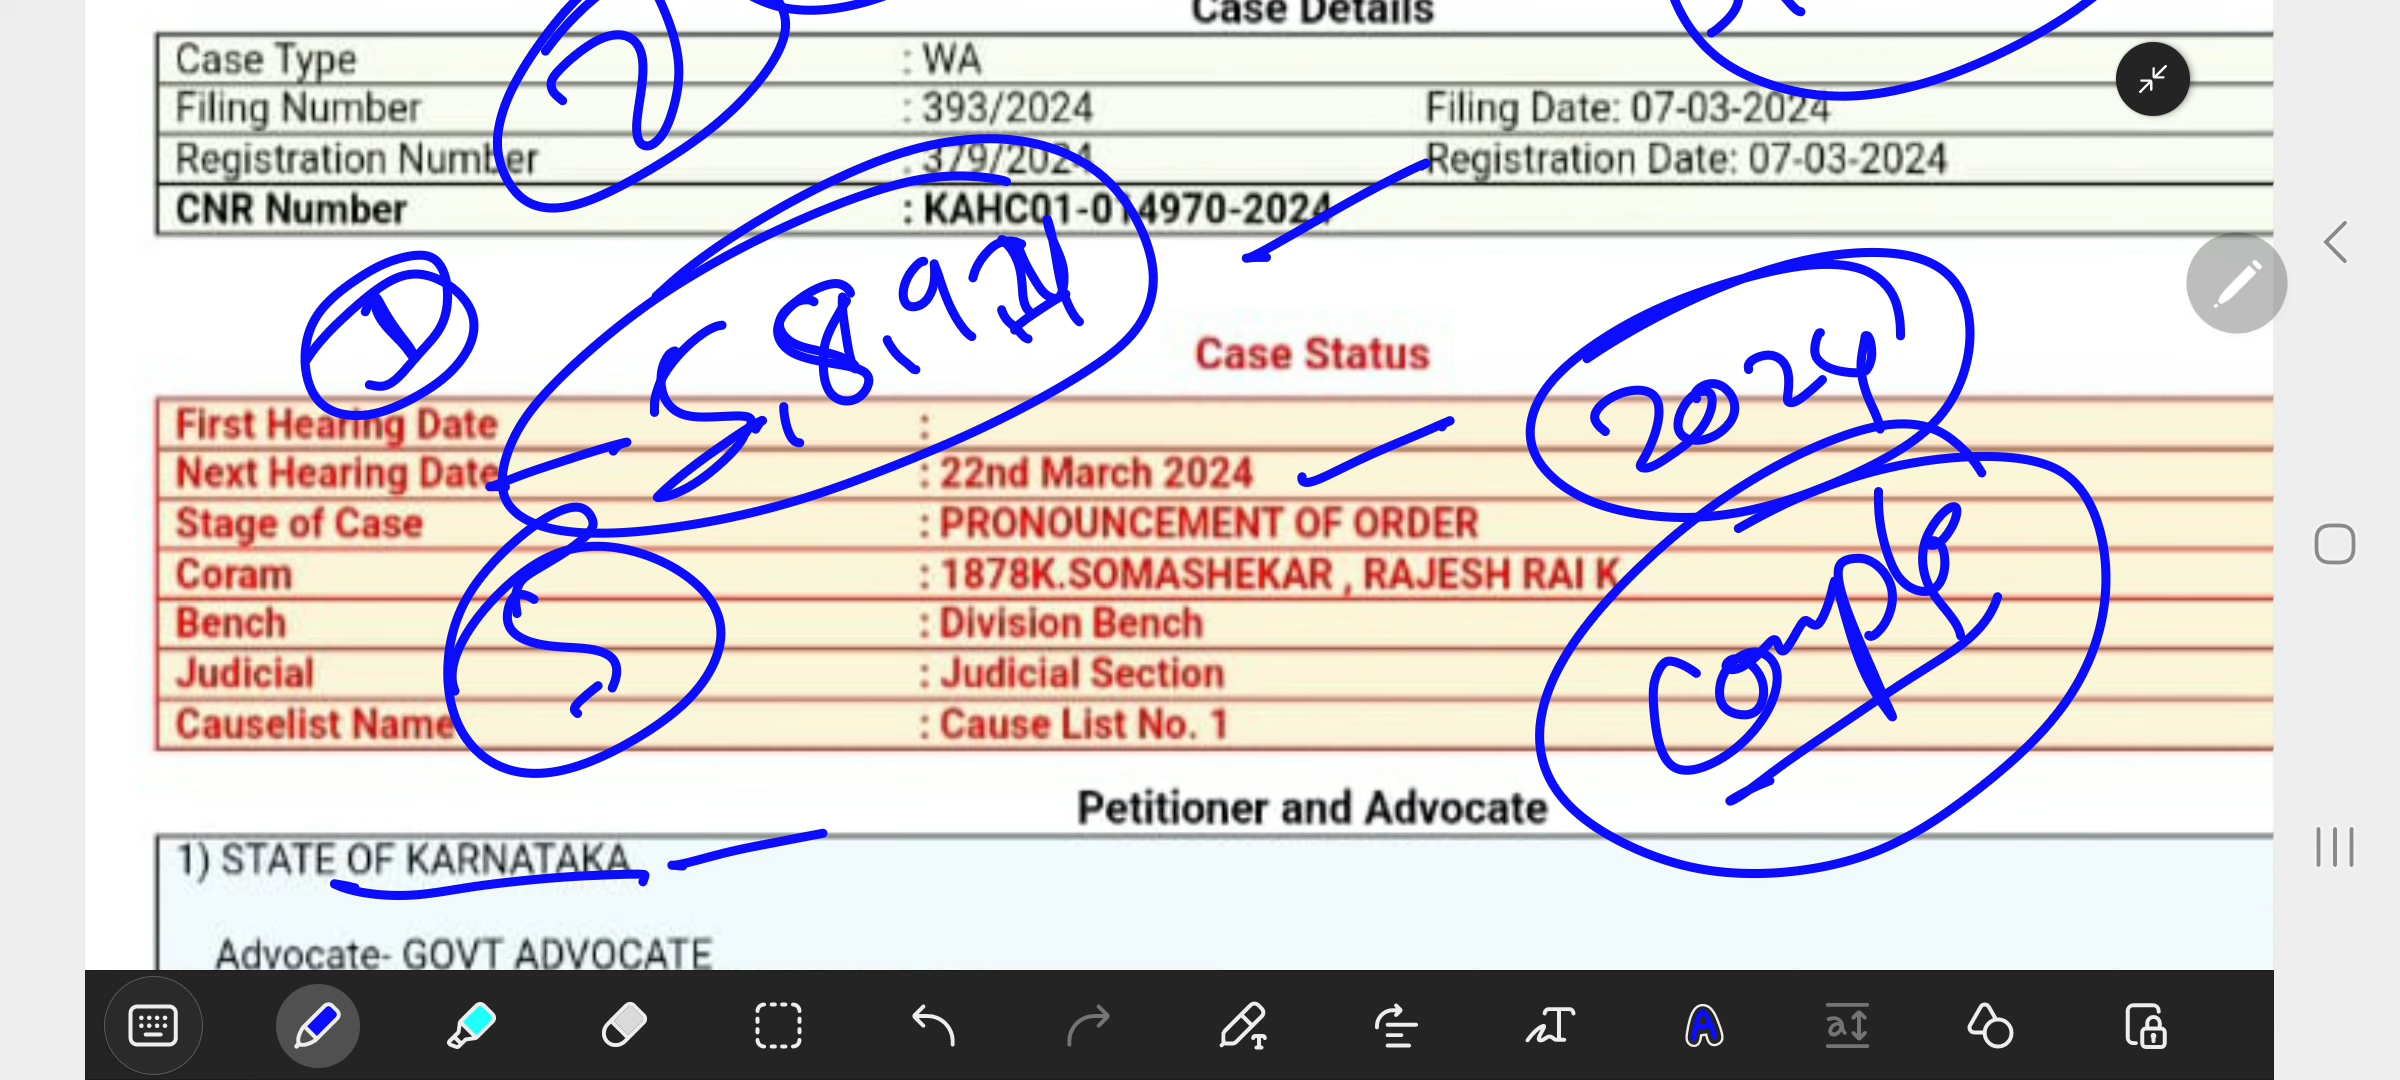 Case Details
Case Type : WA
Filing Number : 393/2024 Filing Date: 07-03-2024
Registration Number : 379/2024 Registration Date: 07-03-2024
CNR Number : KAHC01-014970-2024
5, 8, 9
2024
Case Status
First Hearing Date :
Next Hearing Date : 22nd March 2024
Stage of Case : PRONOUNCEMENT OF ORDER
Coram : 1878K.SOMASHEKAR , RAJESH RAI K
Bench : Division Bench
Judicial : Judicial Section
Causelist Name : Cause List No. 1
5
Petitioner and Advocate
1) STATE OF KARNATAKA
Advocate- GOVT ADVOCATE